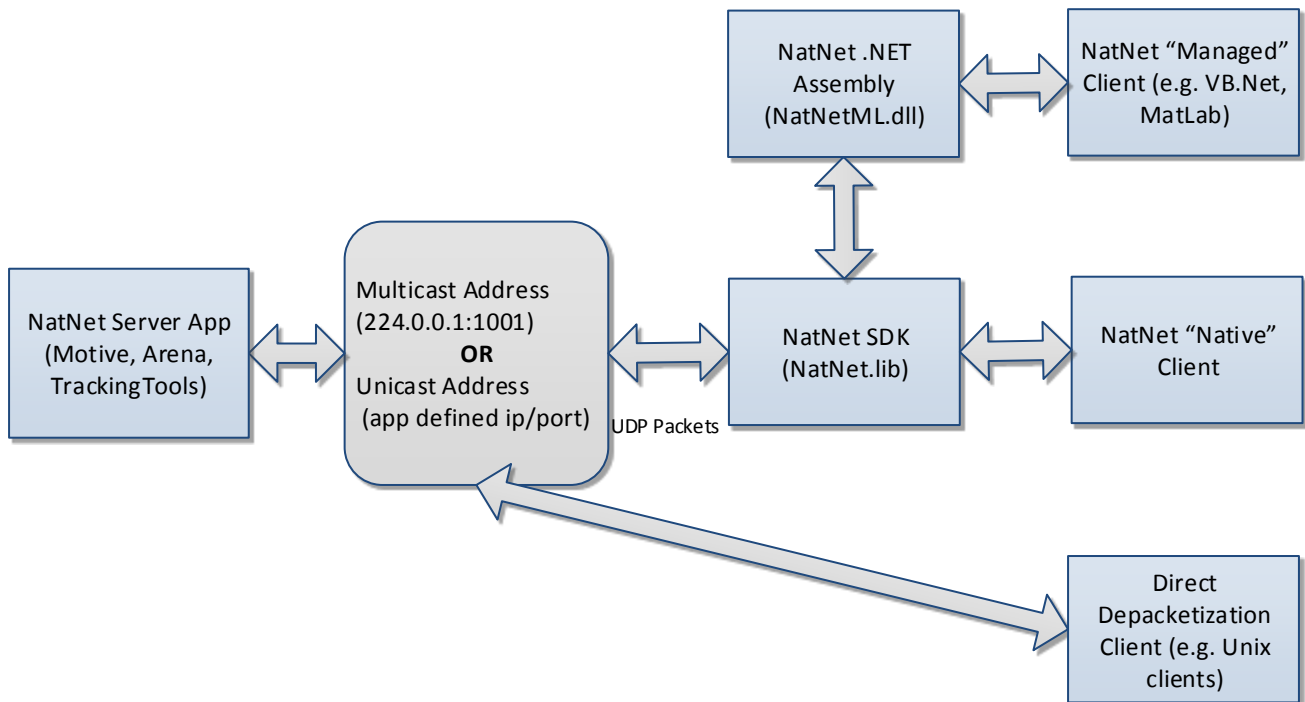 NatNet .NET
Assembly
(NatNetML.dll)
NatNet “Managed”
Client (e.g. VB.Net,
MatLab)
NatNet Server App
(Motive, Arena,
TrackingTools)
Multicast Address
(224.0.0.1:1001)
OR
Unicast Address
(app defined ip/port)
UDP Packets
NatNet SDK
(NatNet.lib)
NatNet “Native”
Client
Direct
Depacketization
Client (e.g. Unix
clients)